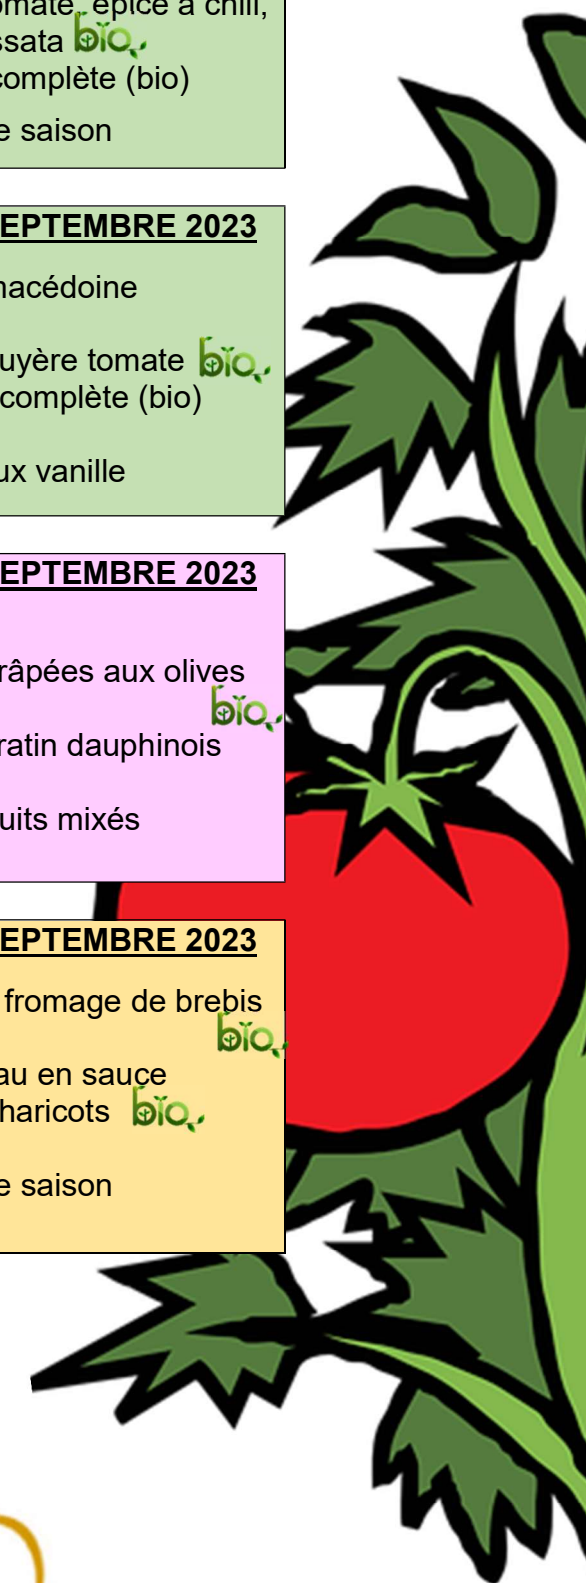 omate, épice à chili,
ssata bio
complète (bio)
e saison
EPTEMBRE 2023
macédoine
uyère tomate bio
complète (bio)
ux vanille
EPTEMBRE 2023
râpées aux olives
bio
ratin dauphinois
uits mixés
EPTEMBRE 2023
fromage de brebis
bio
au en sauce
haricots bio
e saison